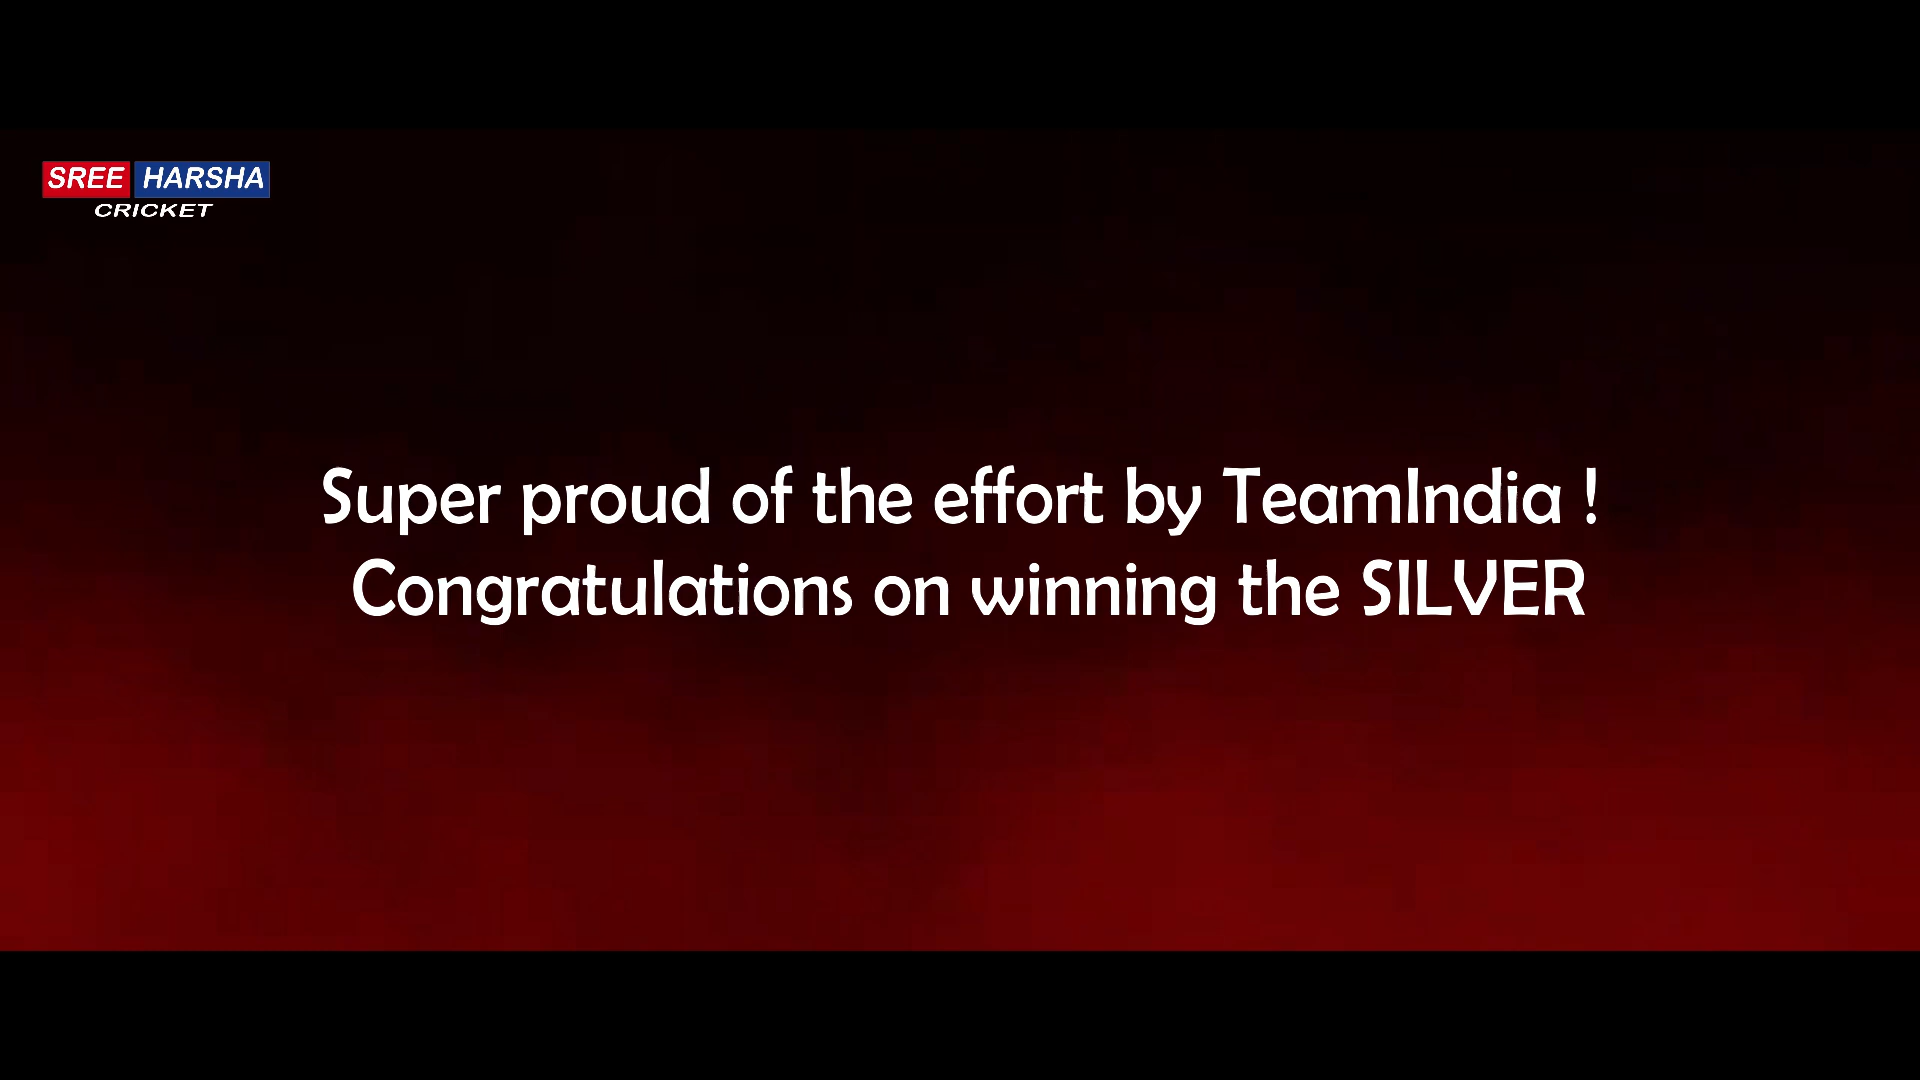 SREE HARSHA
CRICKET
Super proud of the effort by TeamIndia !
Congratulations on winning the SILVER